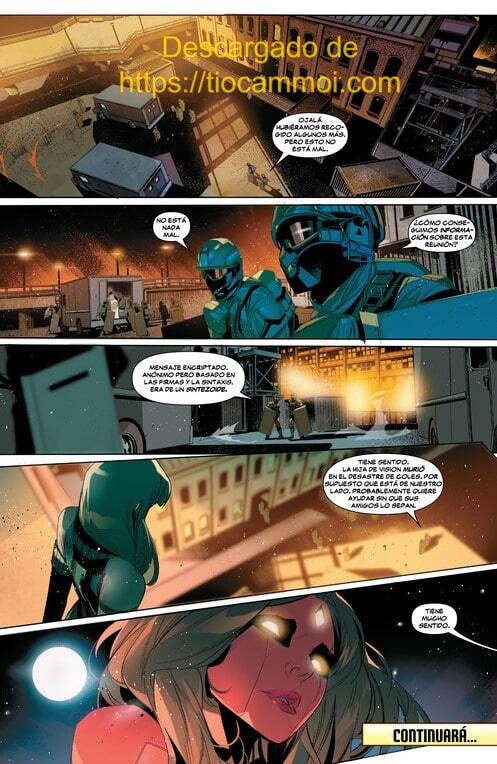 Descargado de
https://tiocammoi.com
OJALÁ
HUBIÉRAMOS RECO-
GIDO ALGUNOS MÁS,
PERO ESTO NO
ESTÁ MAL.
NO ESTÁ
NADA
MAL.
¿CÓMO CONSE-
GUIMOS INFORMA-
CIÓN SOBRE ESTA
REUNIÓN?
MENSAJE ENCRIPTADO.
ANÓNIMO PERO BASADO EN
LAS FIRMAS Y LA SINTAXIS,
ERA DE UN SINTEZOIDE.
TIENE SENTIDO.
LA HIJA DE VISION MURIÓ
EN EL DESASTRE DE COLES. POR
SUPUESTO QUE ESTÁ DE NUESTRO
LADO. PROBABLEMENTE QUIERE
AYUDAR SIN QUE SUS
AMIGOS LO SEPAN.
TIENE
MUCHO
SENTIDO.
CONTINUARÁ...